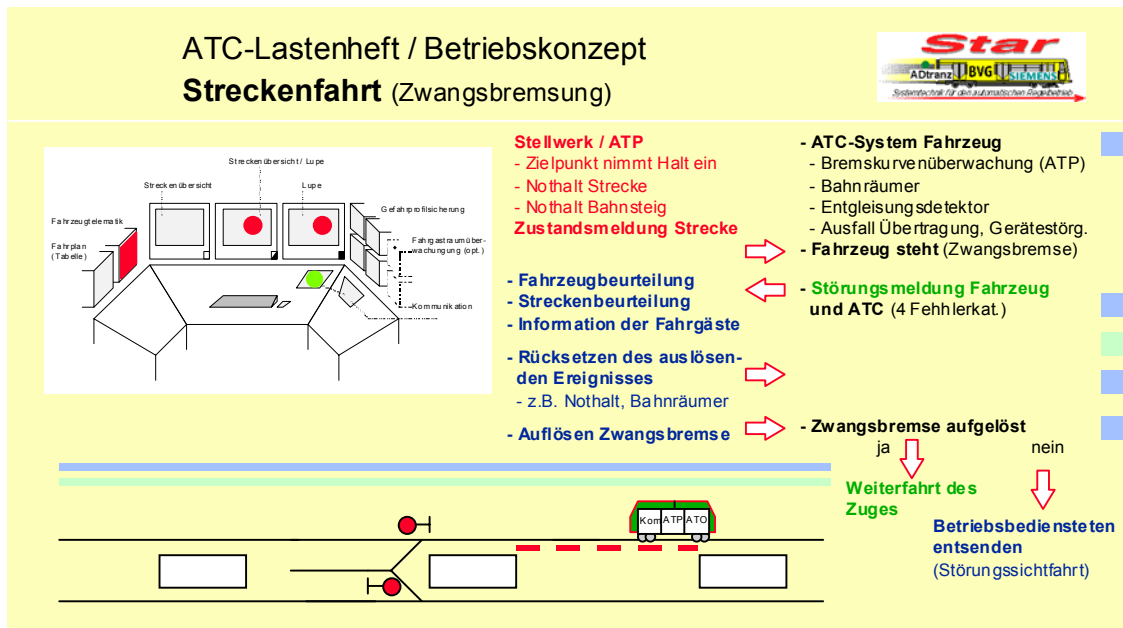 ATC-Lastenheft / Betriebskonzept
Streckenfahrt (Zwangsbremsung)
Star
ADtranz BVG SIEMENS
Systemtechnik für den automatischen Regelbetrieb
Streckenübersicht / Lupe
Streckenübersicht
Lupe
Fahrzeugtelematik
Fahrplan
(Tabelle)
Gefahrprofilsicherung
Fahrgastraumüber-
wachungung (opt.)
Kommunikation
Stellwerk / ATP
- Zielpunkt nimmt Halt ein
- Nothalt Strecke
- Nothalt Bahnsteig
Zustandsmeldung Strecke
- ATC-System Fahrzeug
- Bremskurvenüberwachung (ATP)
- Bahnräumer
- Entgleisungsdetektor
- Ausfall Übertragung, Gerätestörg.
- Fahrzeug steht (Zwangsbremse)
- Fahrzeugbeurteilung
- Streckenbeurteilung
- Information der Fahrgäste
- Störungsmeldung Fahrzeug
und ATC (4 Fehhlerkat.)
- Rücksetzen des auslösen-
den Ereignisses
- z.B. Nothalt, Bahnräumer
- Auflösen Zwangsbremse
- Zwangsbremse aufgelöst
ja
nein
Weiterfahrt des
Zuges
Betriebsbediensteten
entsenden
(Störungssichtfahrt)
Kom ATP ATO